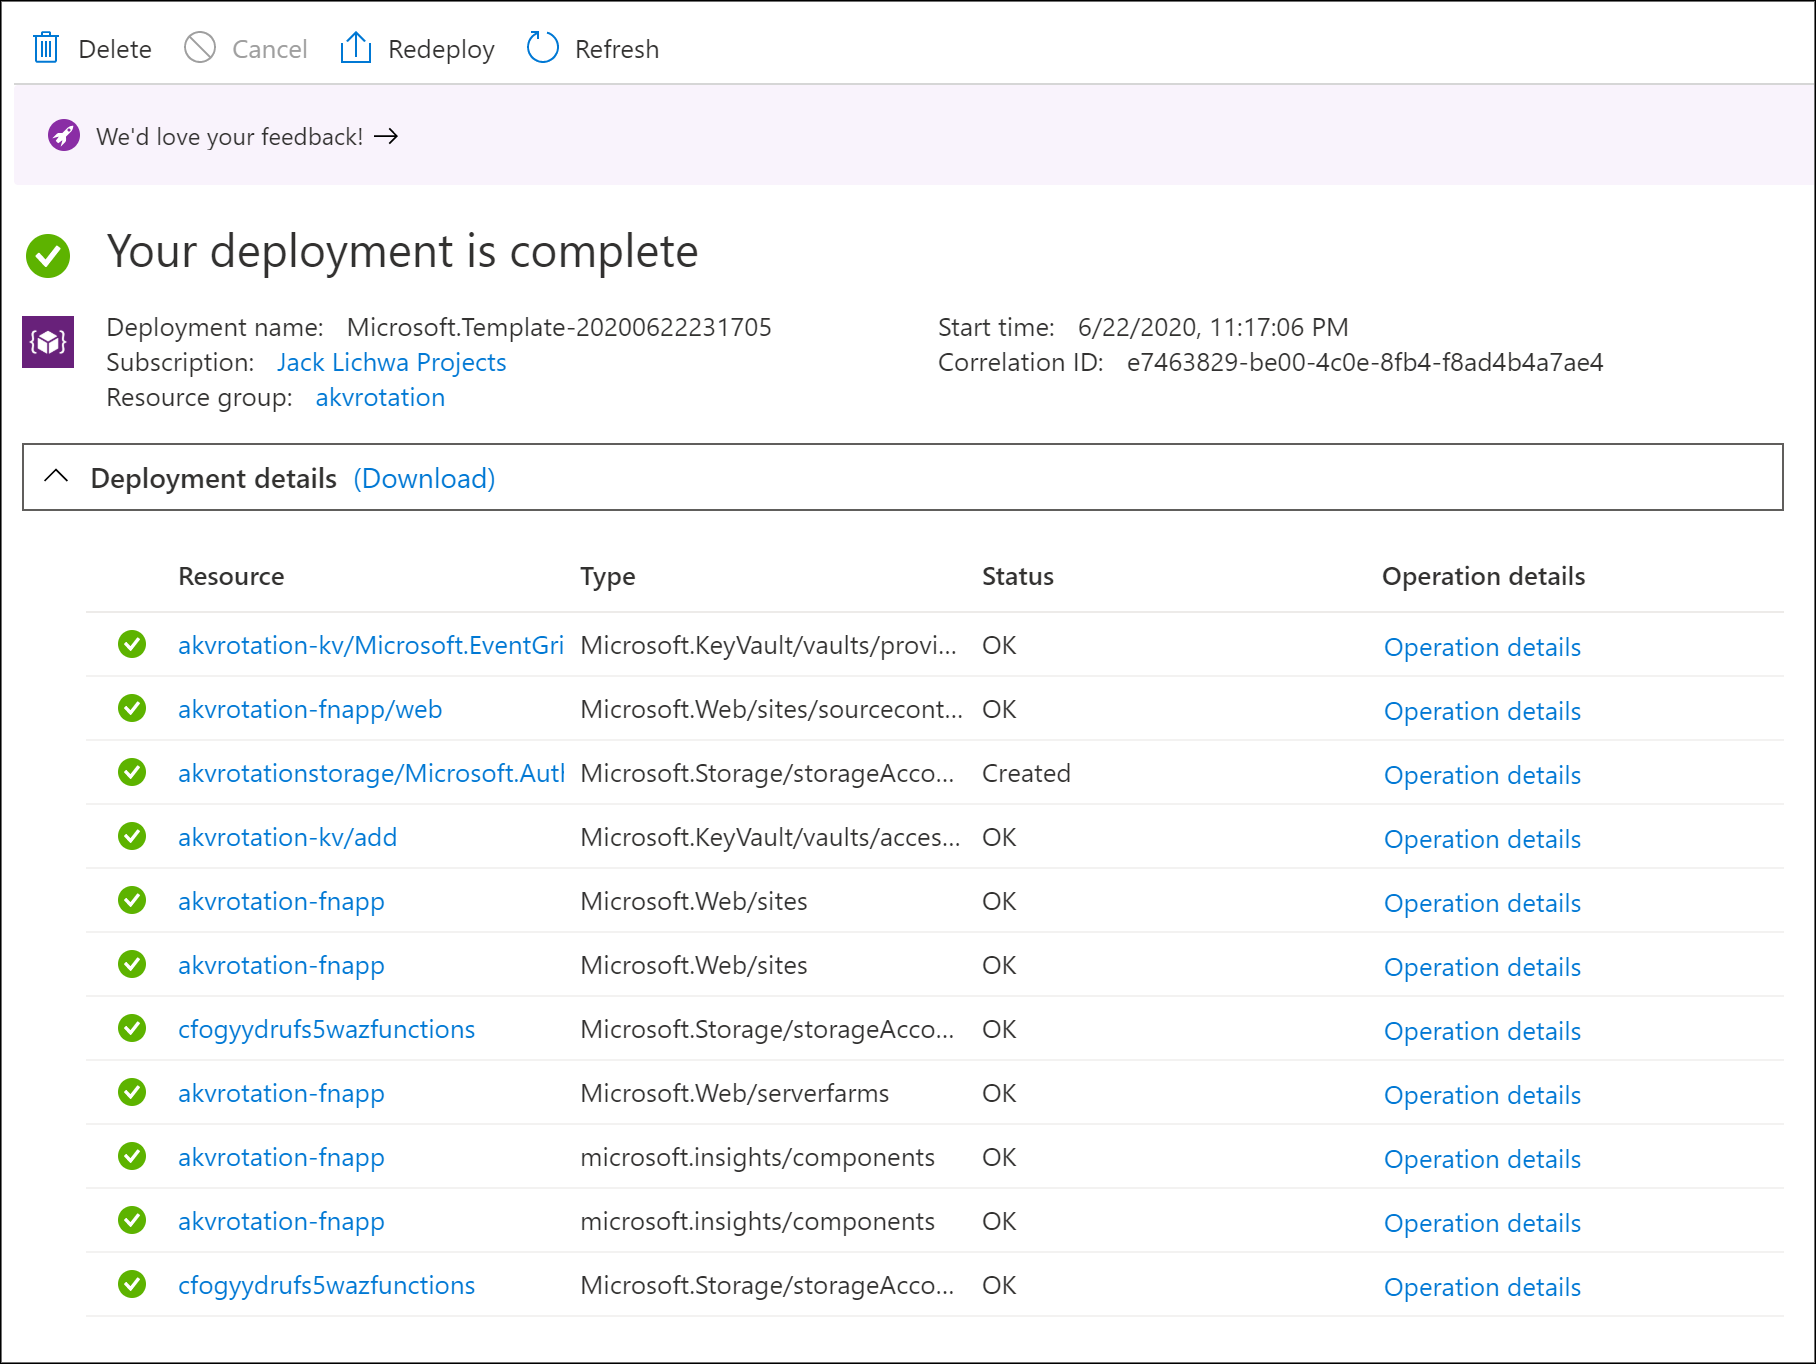 Delete Cancel Redeploy Refresh
We'd love your feedback! →
Your deployment is complete
Deployment name: Microsoft.Template-20200622231705 Start time: 6/22/2020, 11:17:06 PM
Subscription: Jack Lichwa Projects Correlation ID: e7463829-be00-4c0e-8fb4-f8ad4b4a7ae4
Resource group: akvrotation
Deployment details (Download)
Resource Type Status Operation details
akvrotation-kv/Microsoft.EventGri Microsoft.KeyVault/vaults/provi... OK Operation details
akvrotation-fnapp/web Microsoft.Web/sites/sourcecont... OK Operation details
akvrotationstorage/Microsoft.Auth Microsoft.Storage/storageAcco... Created Operation details
akvrotation-kv/add Microsoft.KeyVault/vaults/acces... OK Operation details
akvrotation-fnapp Microsoft.Web/sites OK Operation details
akvrotation-fnapp Microsoft.Web/sites OK Operation details
cfogyydrufs5wazfunctions Microsoft.Storage/storageAcco... OK Operation details
akvrotation-fnapp Microsoft.Web/serverfarms OK Operation details
akvrotation-fnapp microsoft.insights/components OK Operation details
akvrotation-fnapp microsoft.insights/components OK Operation details
cfogyydrufs5wazfunctions Microsoft.Storage/storageAcco... OK Operation details